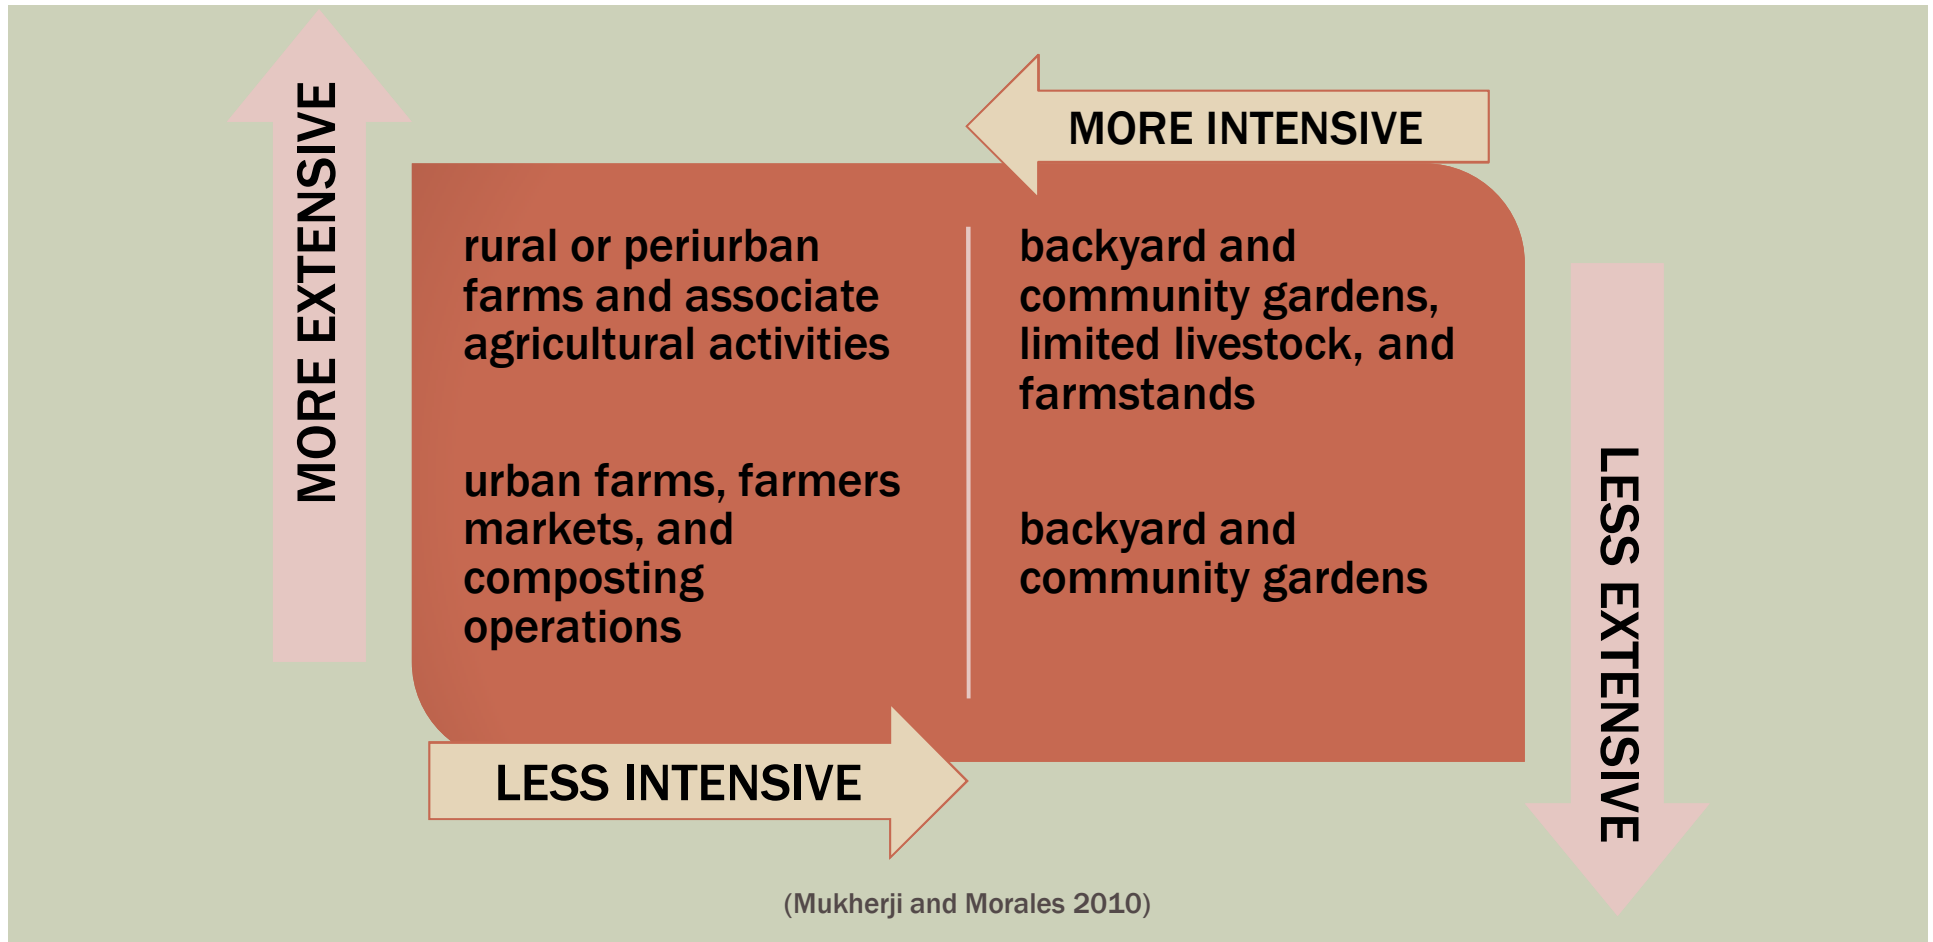 MORE EXTENSIVE
MORE INTENSIVE
rural or periurban
farms and associate
agricultural activities
backyard and
community gardens,
limited livestock, and
farmstands
urban farms, farmers
markets, and
composting
operations
backyard and
community gardens
LESS EXTENSIVE
LESS INTENSIVE
(Mukherji and Morales 2010)